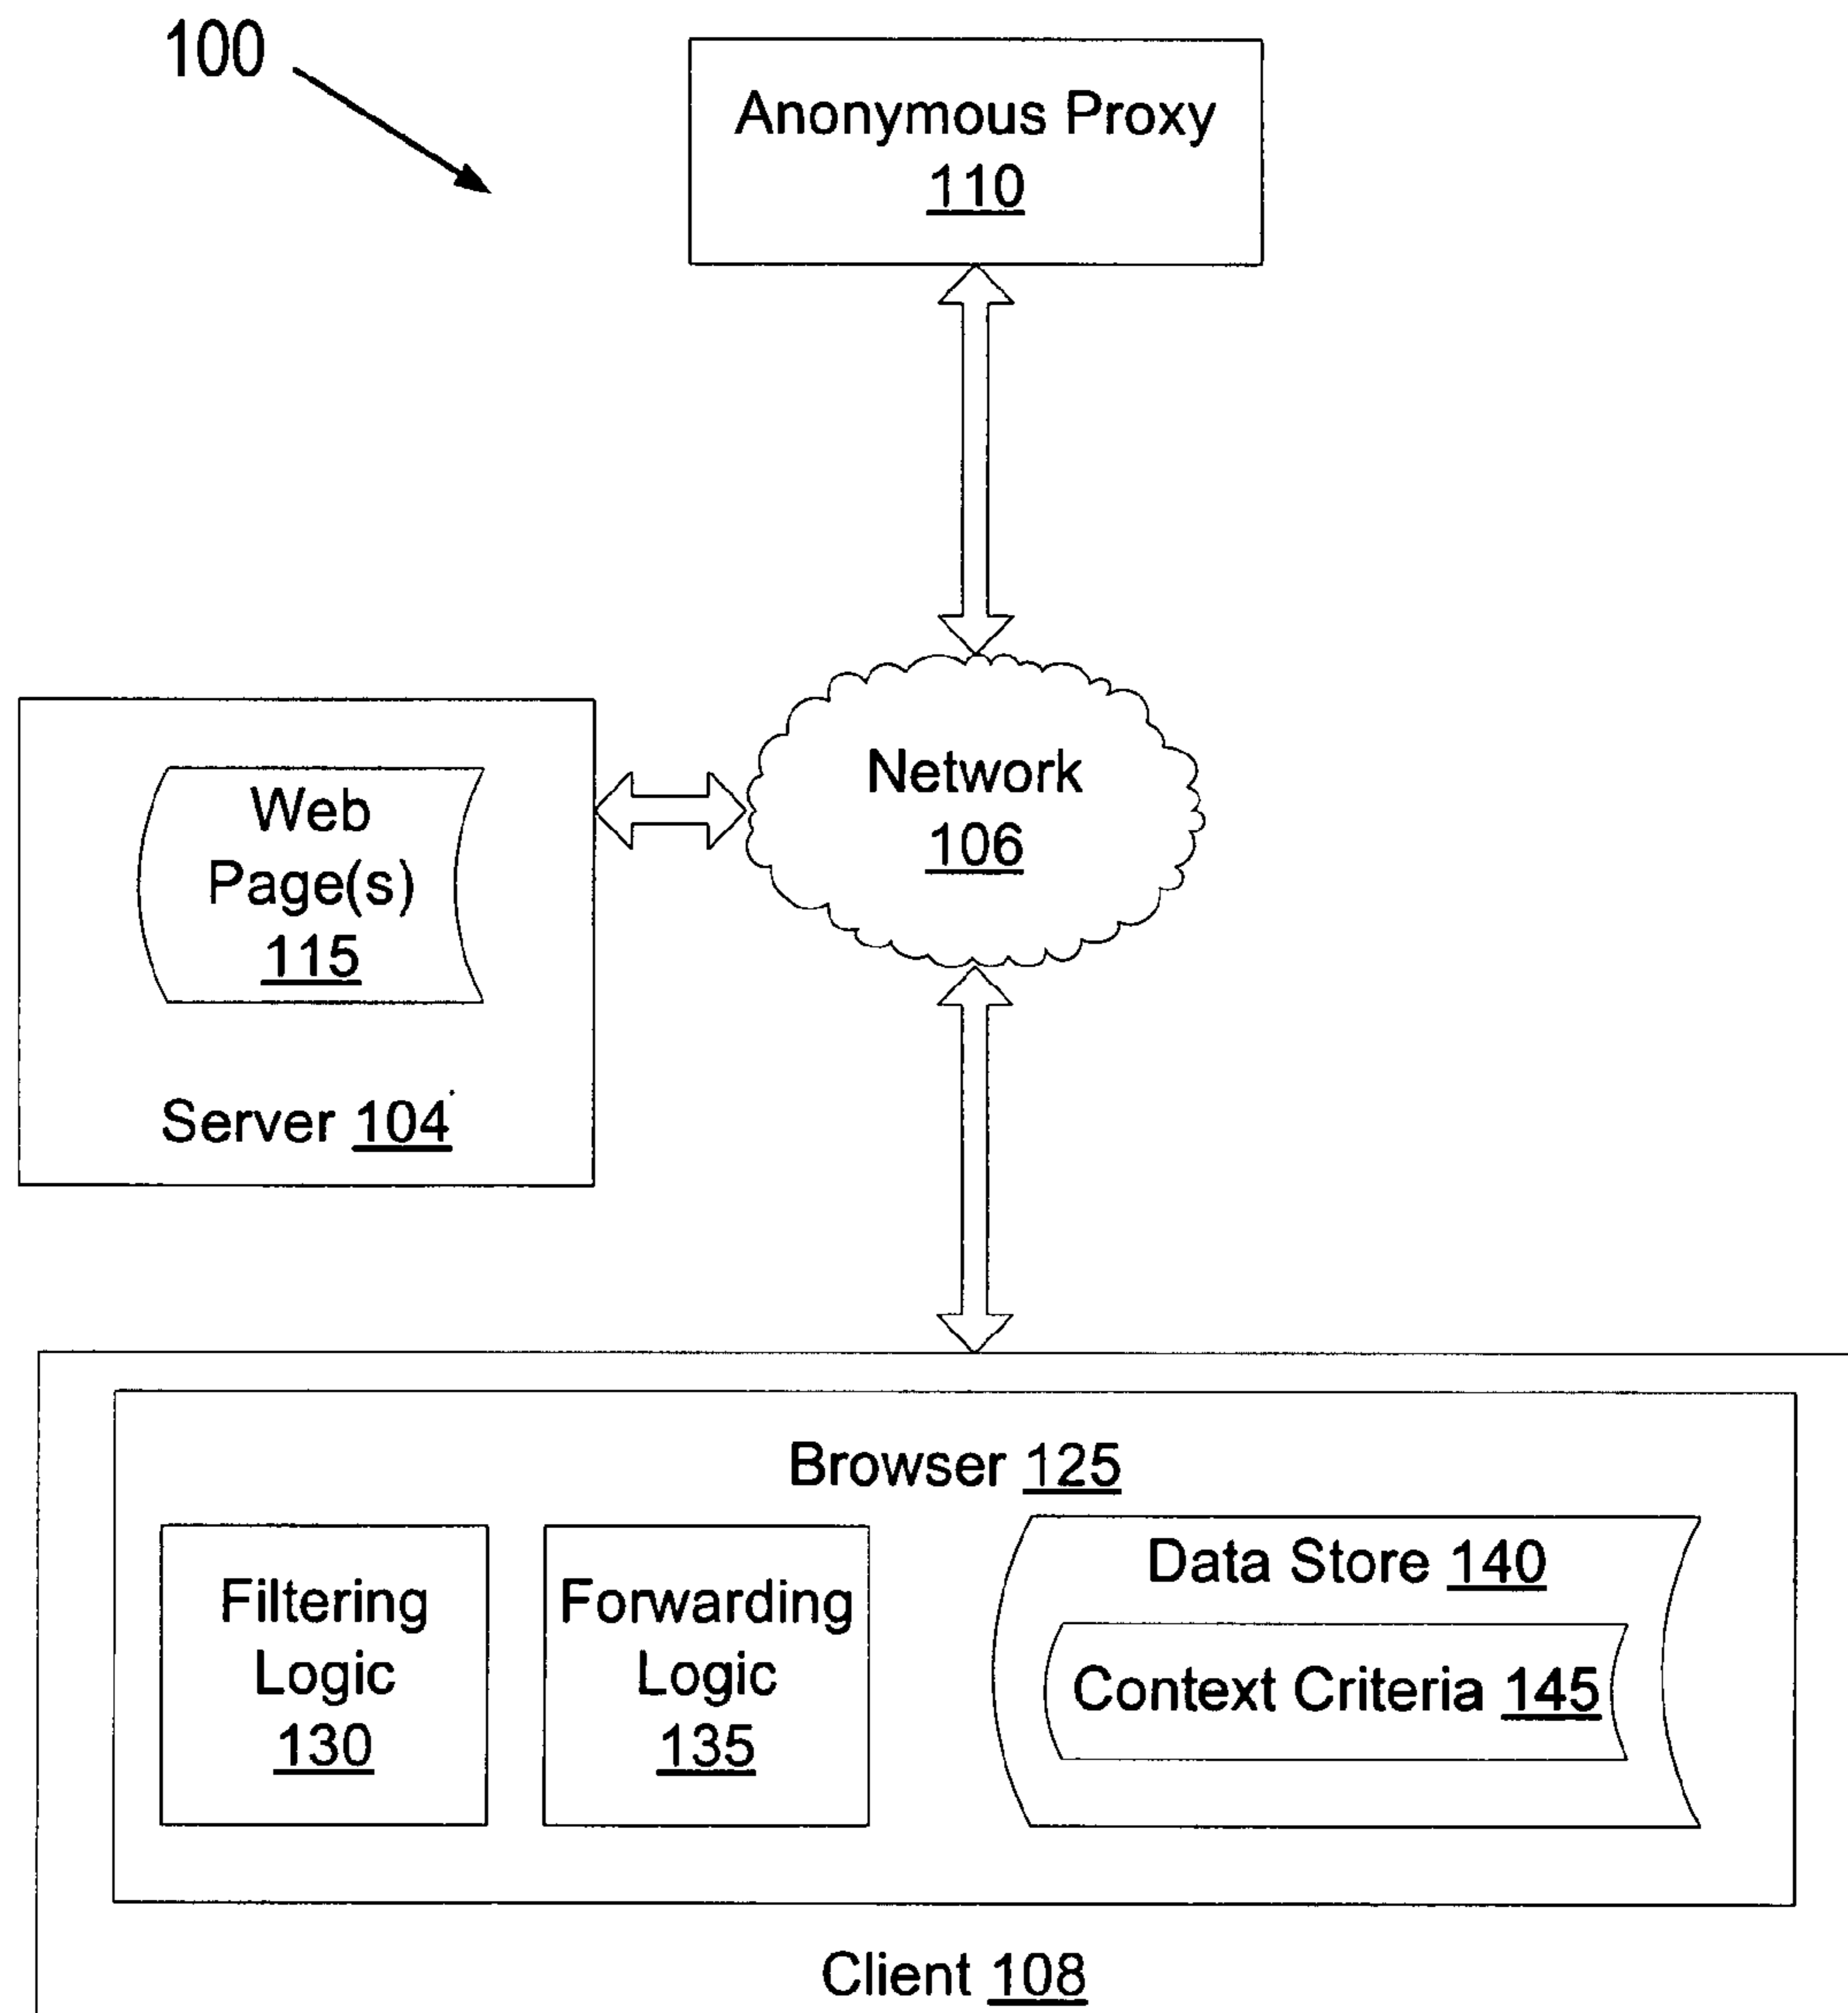 100
Anonymous Proxy
110
Network
106
Web
Page(s)
115
Server 104
Browser 125
Filtering
Logic
130
Forwarding
Logic
135
Data Store 140
Context Criteria 145
Client 108